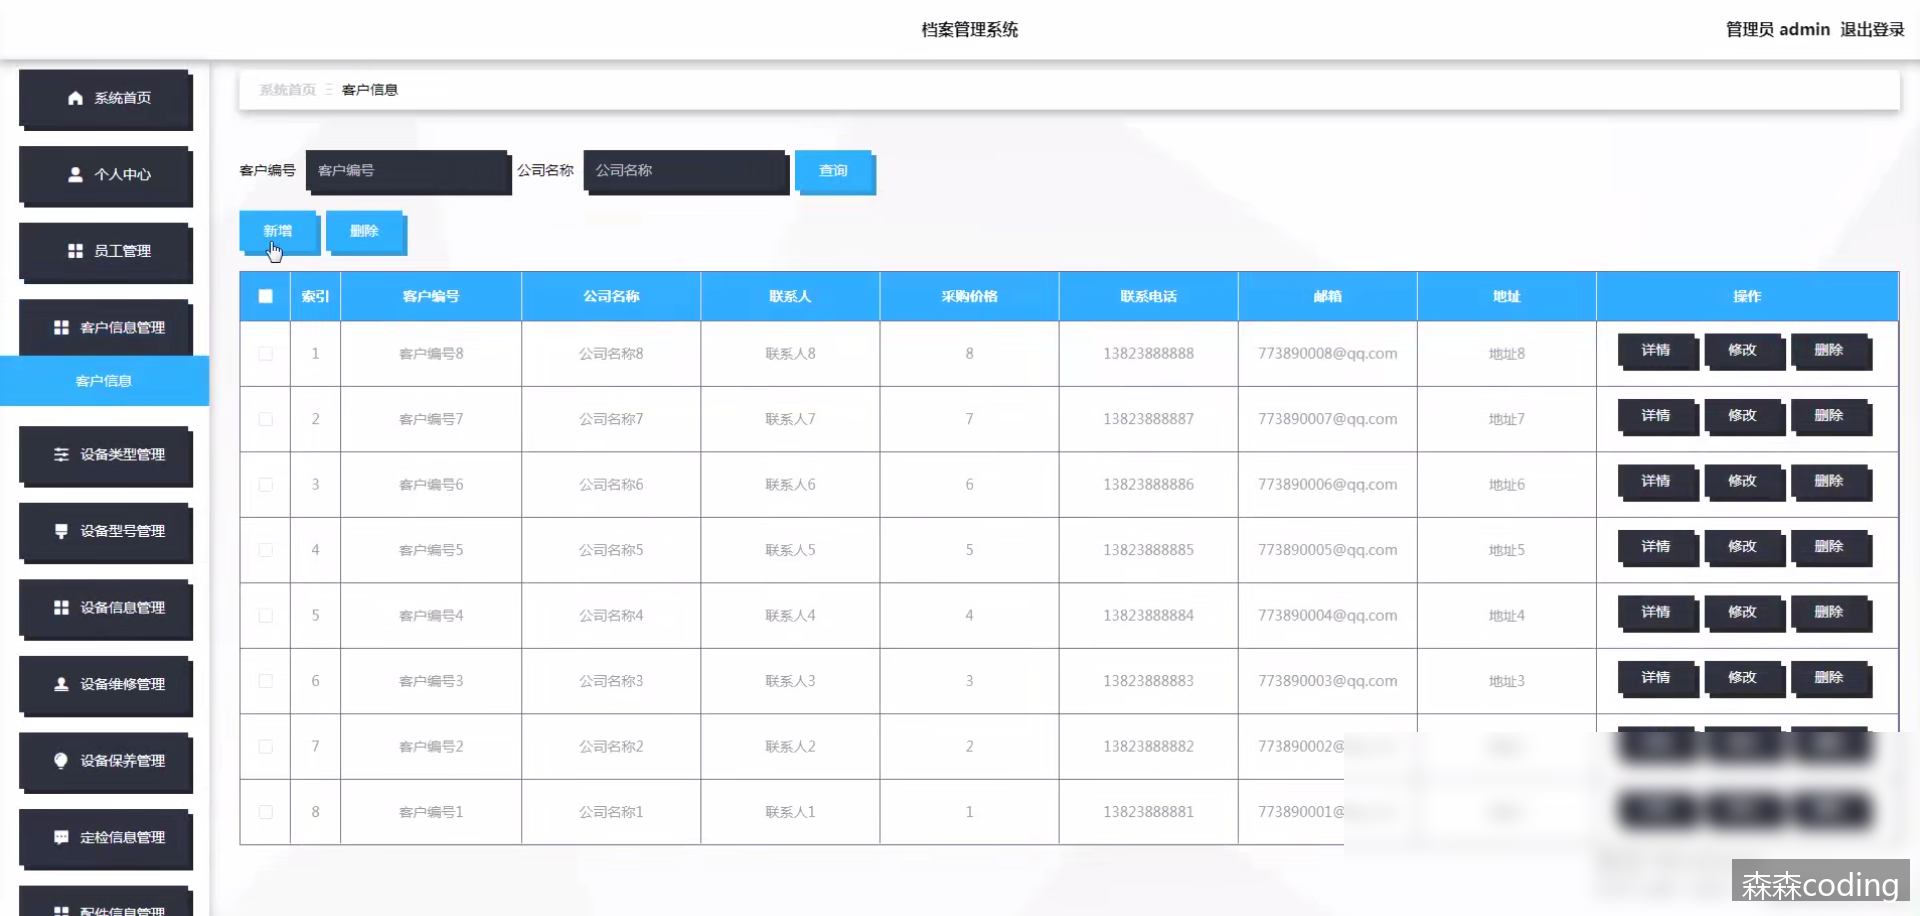 档案管理系统
管理员 admin 退出登录
系统首页
个人中心
员工管理
客户信息管理
客户信息
设备类型管理
设备型号管理
设备信息管理
设备维修管理
设备保养管理
定检信息管理
配件信息管理
系统首页 客户信息
客户编号 客户编号 公司名称 公司名称 查询
新增 删除
索引 客户编号 公司名称 联系人 采购价格 联系电话 邮箱 地址 操作
1 客户编号8 公司名称8 联系人8 8 13823888888 773890008@qq.com 地址8 详情 修改 删除
2 客户编号7 公司名称7 联系人7 7 13823888887 773890007@qq.com 地址7 详情 修改 删除
3 客户编号6 公司名称6 联系人6 6 13823888886 773890006@qq.com 地址6 详情 修改 删除
4 客户编号5 公司名称5 联系人5 5 13823888885 773890005@qq.com 地址5 详情 修改 删除
5 客户编号4 公司名称4 联系人4 4 13823888884 773890004@qq.com 地址4 详情 修改 删除
6 客户编号3 公司名称3 联系人3 3 13823888883 773890003@qq.com 地址3 详情 修改 删除
7 客户编号2 公司名称2 联系人2 2 13823888882 773890002@
8 客户编号1 公司名称1 联系人1 1 13823888881 773890001@
森森coding